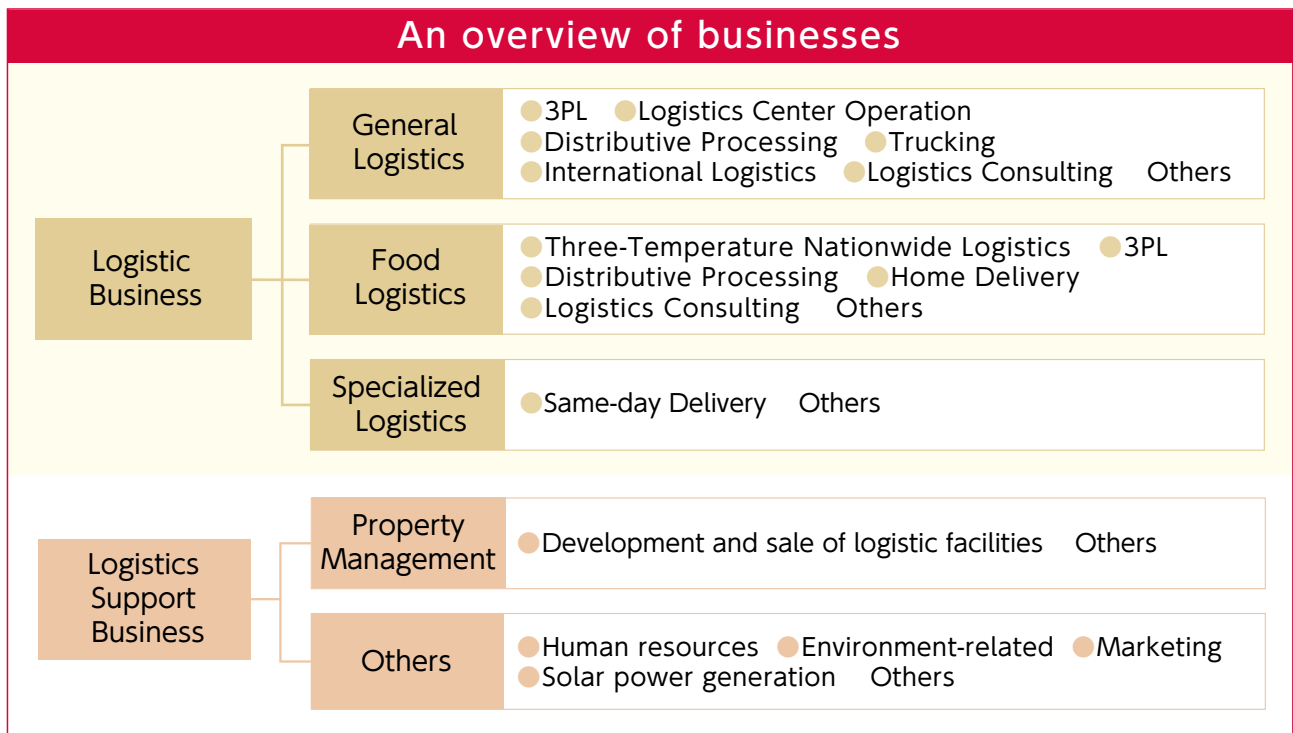 An overview of businesses
Logistic
Business
General
Logistics
●3PL ●Logistics Center Operation
●Distributive Processing ●Trucking
●International Logistics ●Logistics Consulting Others
Food
Logistics
●Three-Temperature Nationwide Logistics ●3PL
●Distributive Processing ●Home Delivery
●Logistics Consulting Others
Specialized
Logistics
●Same-day Delivery Others
Logistics
Support
Business
Property
Management
●Development and sale of logistic facilities Others
Others
●Human resources ●Environment-related ●Marketing
●Solar power generation Others